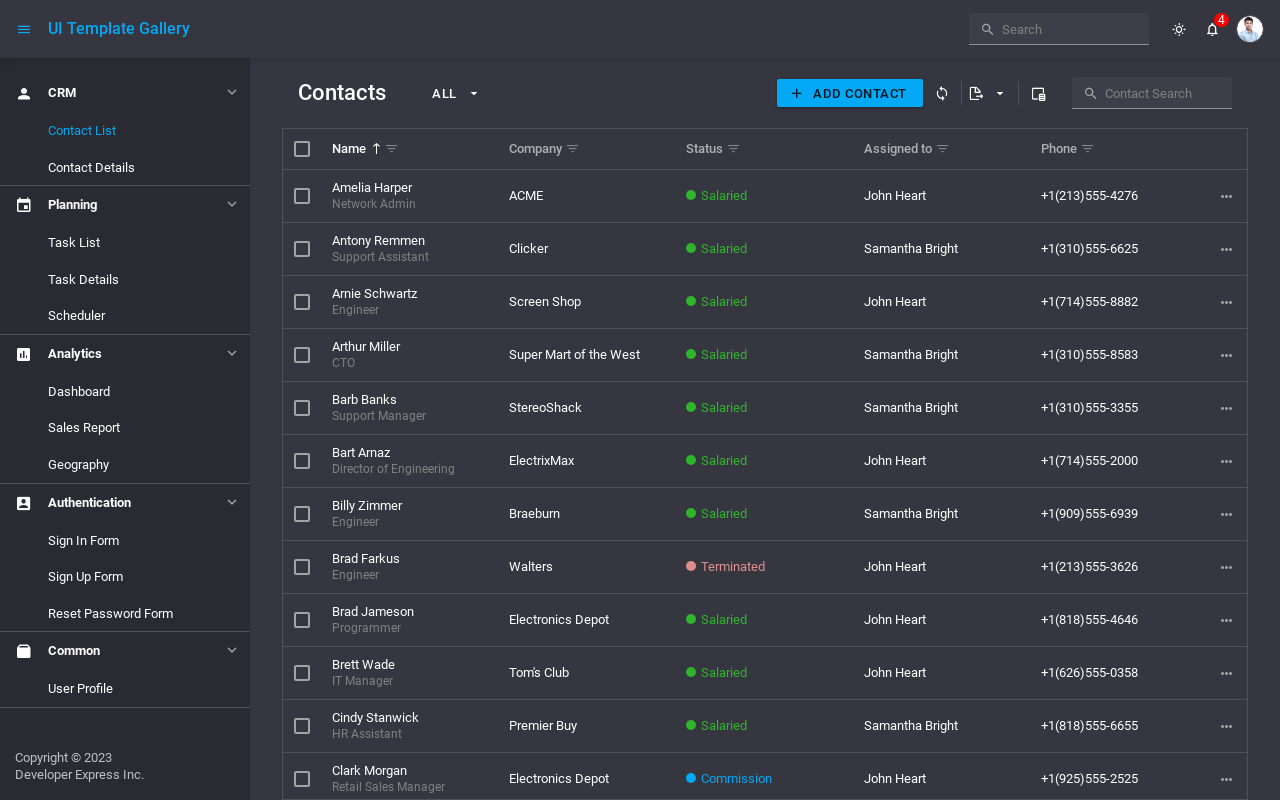 UI Template Gallery
Search
4
CRM
Contact List
Contact Details
Planning
Task List
Task Details
Scheduler
Analytics
Dashboard
Sales Report
Geography
Authentication
Sign In Form
Sign Up Form
Reset Password Form
Common
User Profile
Copyright © 2023
Developer Express Inc.
Contacts
ALL
ADD CONTACT
Contact Search
Name Company Status Assigned to Phone
Amelia Harper
Network Admin
ACME Salaried John Heart +1(213)555-4276
Antony Remmen
Support Assistant
Clicker Salaried Samantha Bright +1(310)555-6625
Arnie Schwartz
Engineer
Screen Shop Salaried John Heart +1(714)555-8882
Arthur Miller
CTO
Super Mart of the West Salaried Samantha Bright +1(310)555-8583
Barb Banks
Support Manager
StereoShack Salaried Samantha Bright +1(310)555-3355
Bart Arnaz
Director of Engineering
ElectrixMax Salaried John Heart +1(714)555-2000
Billy Zimmer
Engineer
Braeburn Salaried Samantha Bright +1(909)555-6939
Brad Farkus
Engineer
Walters Terminated John Heart +1(213)555-3626
Brad Jameson
Programmer
Electronics Depot Salaried John Heart +1(818)555-4646
Brett Wade
IT Manager
Tom's Club Salaried John Heart +1(626)555-0358
Cindy Stanwick
HR Assistant
Premier Buy Salaried Samantha Bright +1(818)555-6655
Clark Morgan
Retail Sales Manager
Electronics Depot Commission John Heart +1(925)555-2525